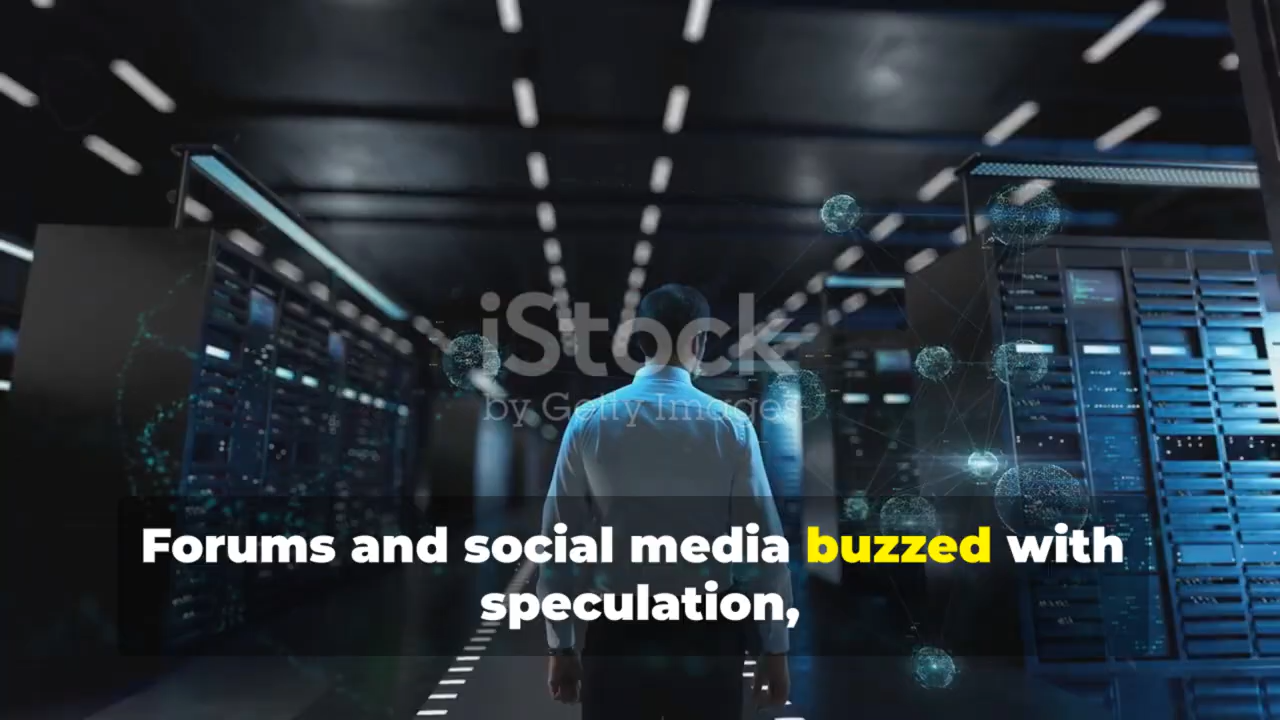 iStock
by Getty Images
Forums and social media buzzed with
speculation,